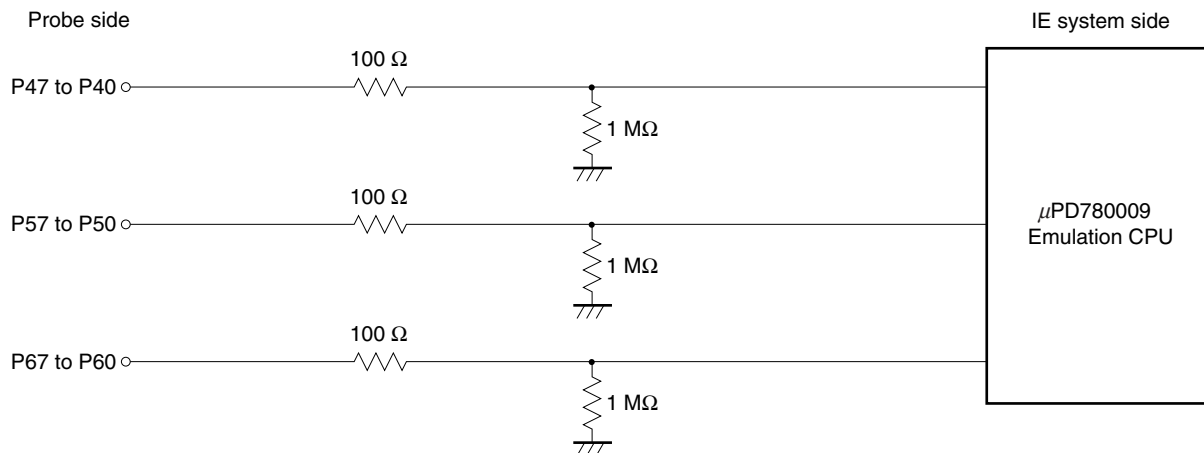 Probe side
IE system side
100 Ω
P47 to P40
1 MΩ
100 Ω
P57 to P50
1 MΩ
μPD780009
Emulation CPU
100 Ω
P67 to P60
1 MΩ